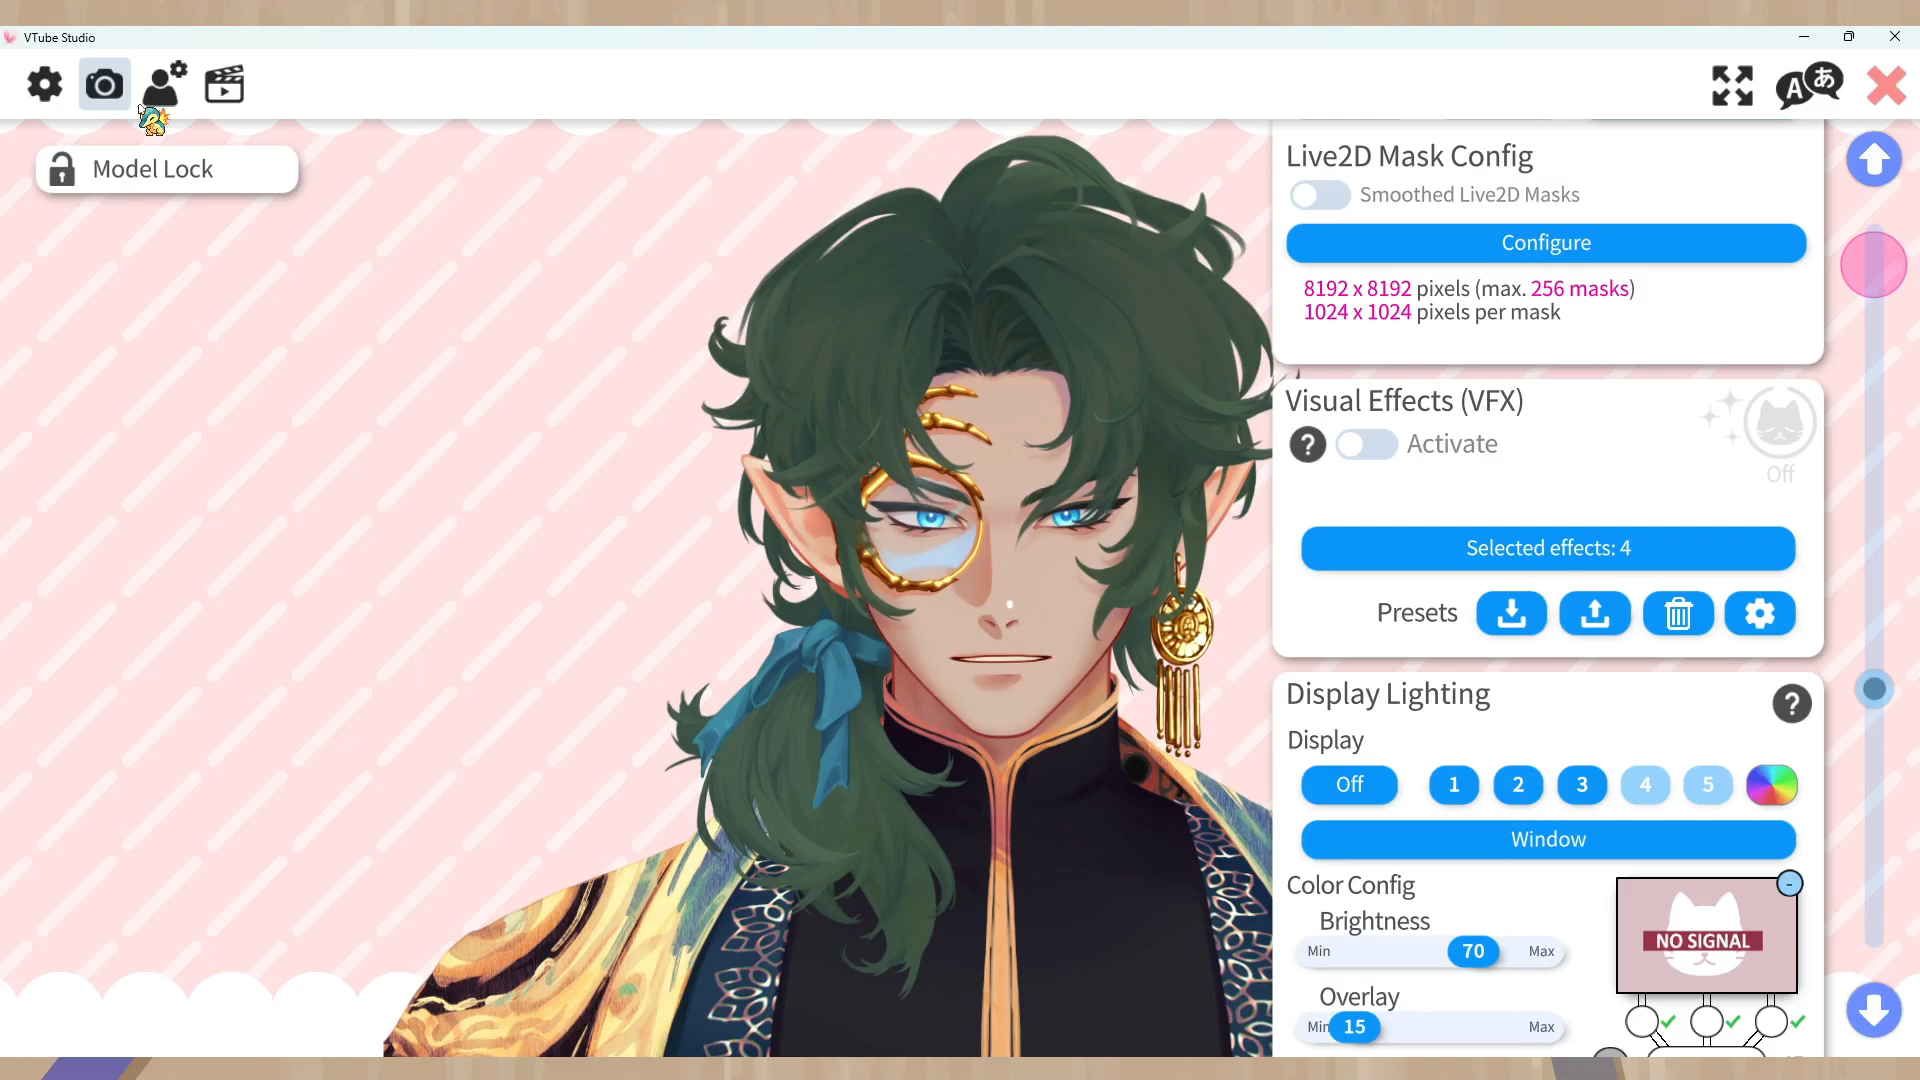 VTube Studio
A あ
Model Lock
Live2D Mask Config
Smoothed Live2D Masks
Configure
8192 x 8192 pixels (max. 256 masks)
1024 x 1024 pixels per mask
Visual Effects (VFX)
? Activate
Off
Selected effects: 4
Presets
Display Lighting
?
Display
Off 1 2 3 4 5
Window
Color Config
-
Brightness
Min 70 Max
NO SIGNAL
Overlay
Min 15 Max